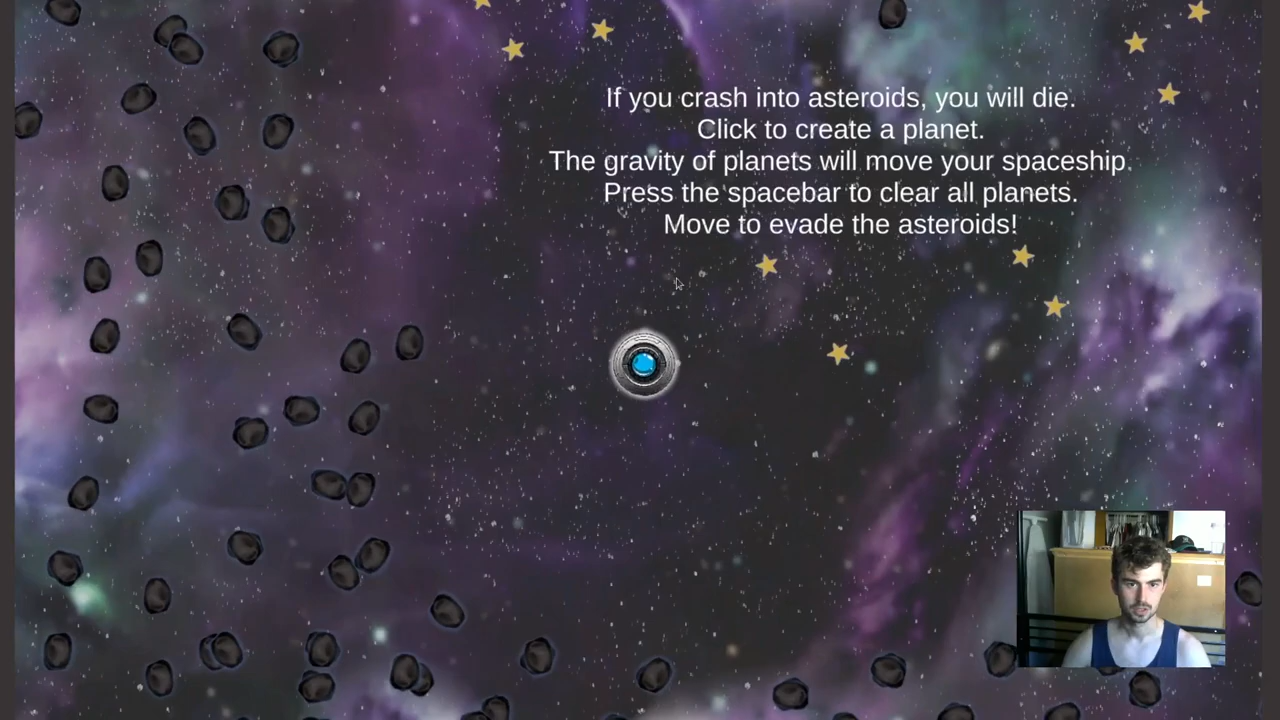 If you crash into asteroids, you will die.
Click to create a planet.
The gravity of planets will move your spaceship.
Press the spacebar to clear all planets.
Move to evade the asteroids!